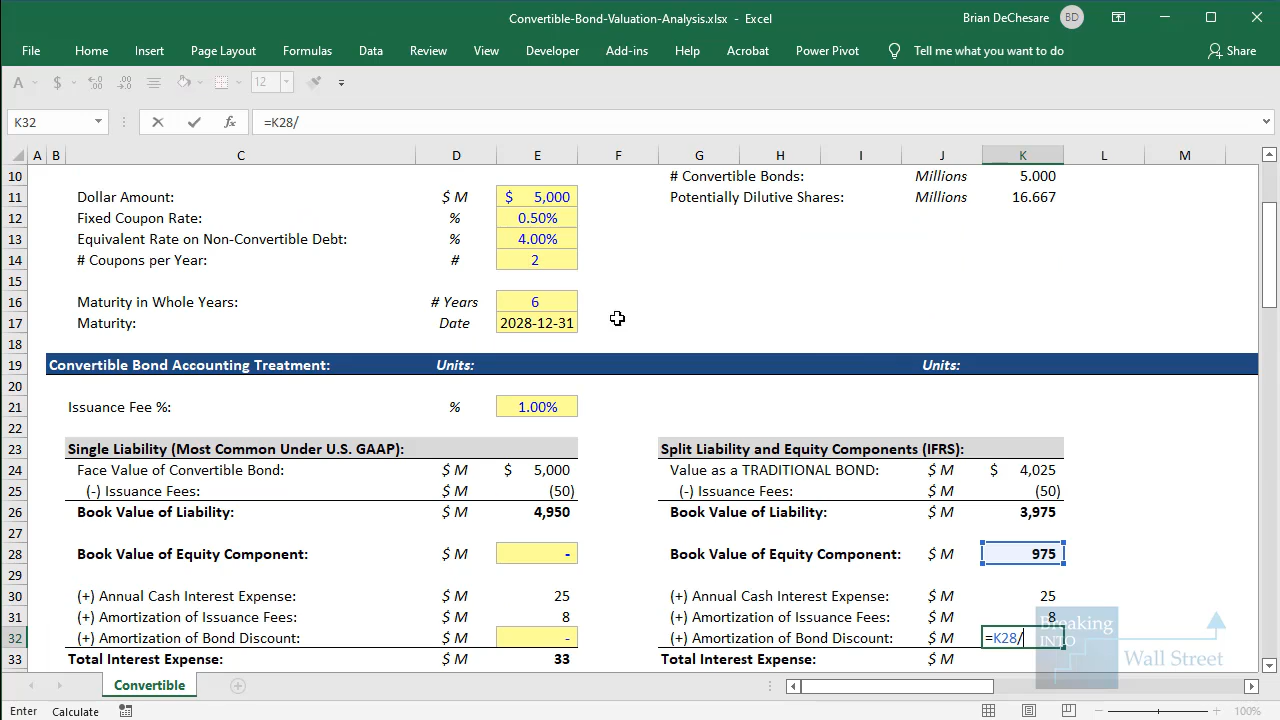 Convertible-Bond-Valuation-Analysis.xlsx - Excel
Brian DeChesare BD
File Home Insert Page Layout Formulas Data Review View Developer Add-ins Help Acrobat Power Pivot Tell me what you want to do Share
A $ 12
K32 fx =K28/
A B C D E F G H I J K L M
10 # Convertible Bonds: Millions 5.000
11 Dollar Amount: $ M $ 5,000 Potentially Dilutive Shares: Millions 16.667
12 Fixed Coupon Rate: % 0.50%
13 Equivalent Rate on Non-Convertible Debt: % 4.00%
14 # Coupons per Year: # 2
15
16 Maturity in Whole Years: # Years 6
17 Maturity: Date 2028-12-31
18
19 Convertible Bond Accounting Treatment: Units: Units:
20
21 Issuance Fee %: % 1.00%
22
23 Single Liability (Most Common Under U.S. GAAP): Split Liability and Equity Components (IFRS):
24 Face Value of Convertible Bond: $ M $ 5,000 Value as a TRADITIONAL BOND: $ M $ 4,025
25 (-) Issuance Fees: $ M (50) (-) Issuance Fees: $ M (50)
26 Book Value of Liability: $ M 4,950 Book Value of Liability: $ M 3,975
27
28 Book Value of Equity Component: $ M - Book Value of Equity Component: $ M 975
29
30 (+) Annual Cash Interest Expense: $ M 25 (+) Annual Cash Interest Expense: $ M 25
31 (+) Amortization of Issuance Fees: $ M 8 (+) Amortization of Issuance Fees: $ M 8
32 (+) Amortization of Bond Discount: $ M - (+) Amortization of Bond Discount: $ M =K28/
33 Total Interest Expense: $ M 33 Total Interest Expense: $ M
Breaking
INTO
Wall Street
Convertible
Enter Calculate 100%